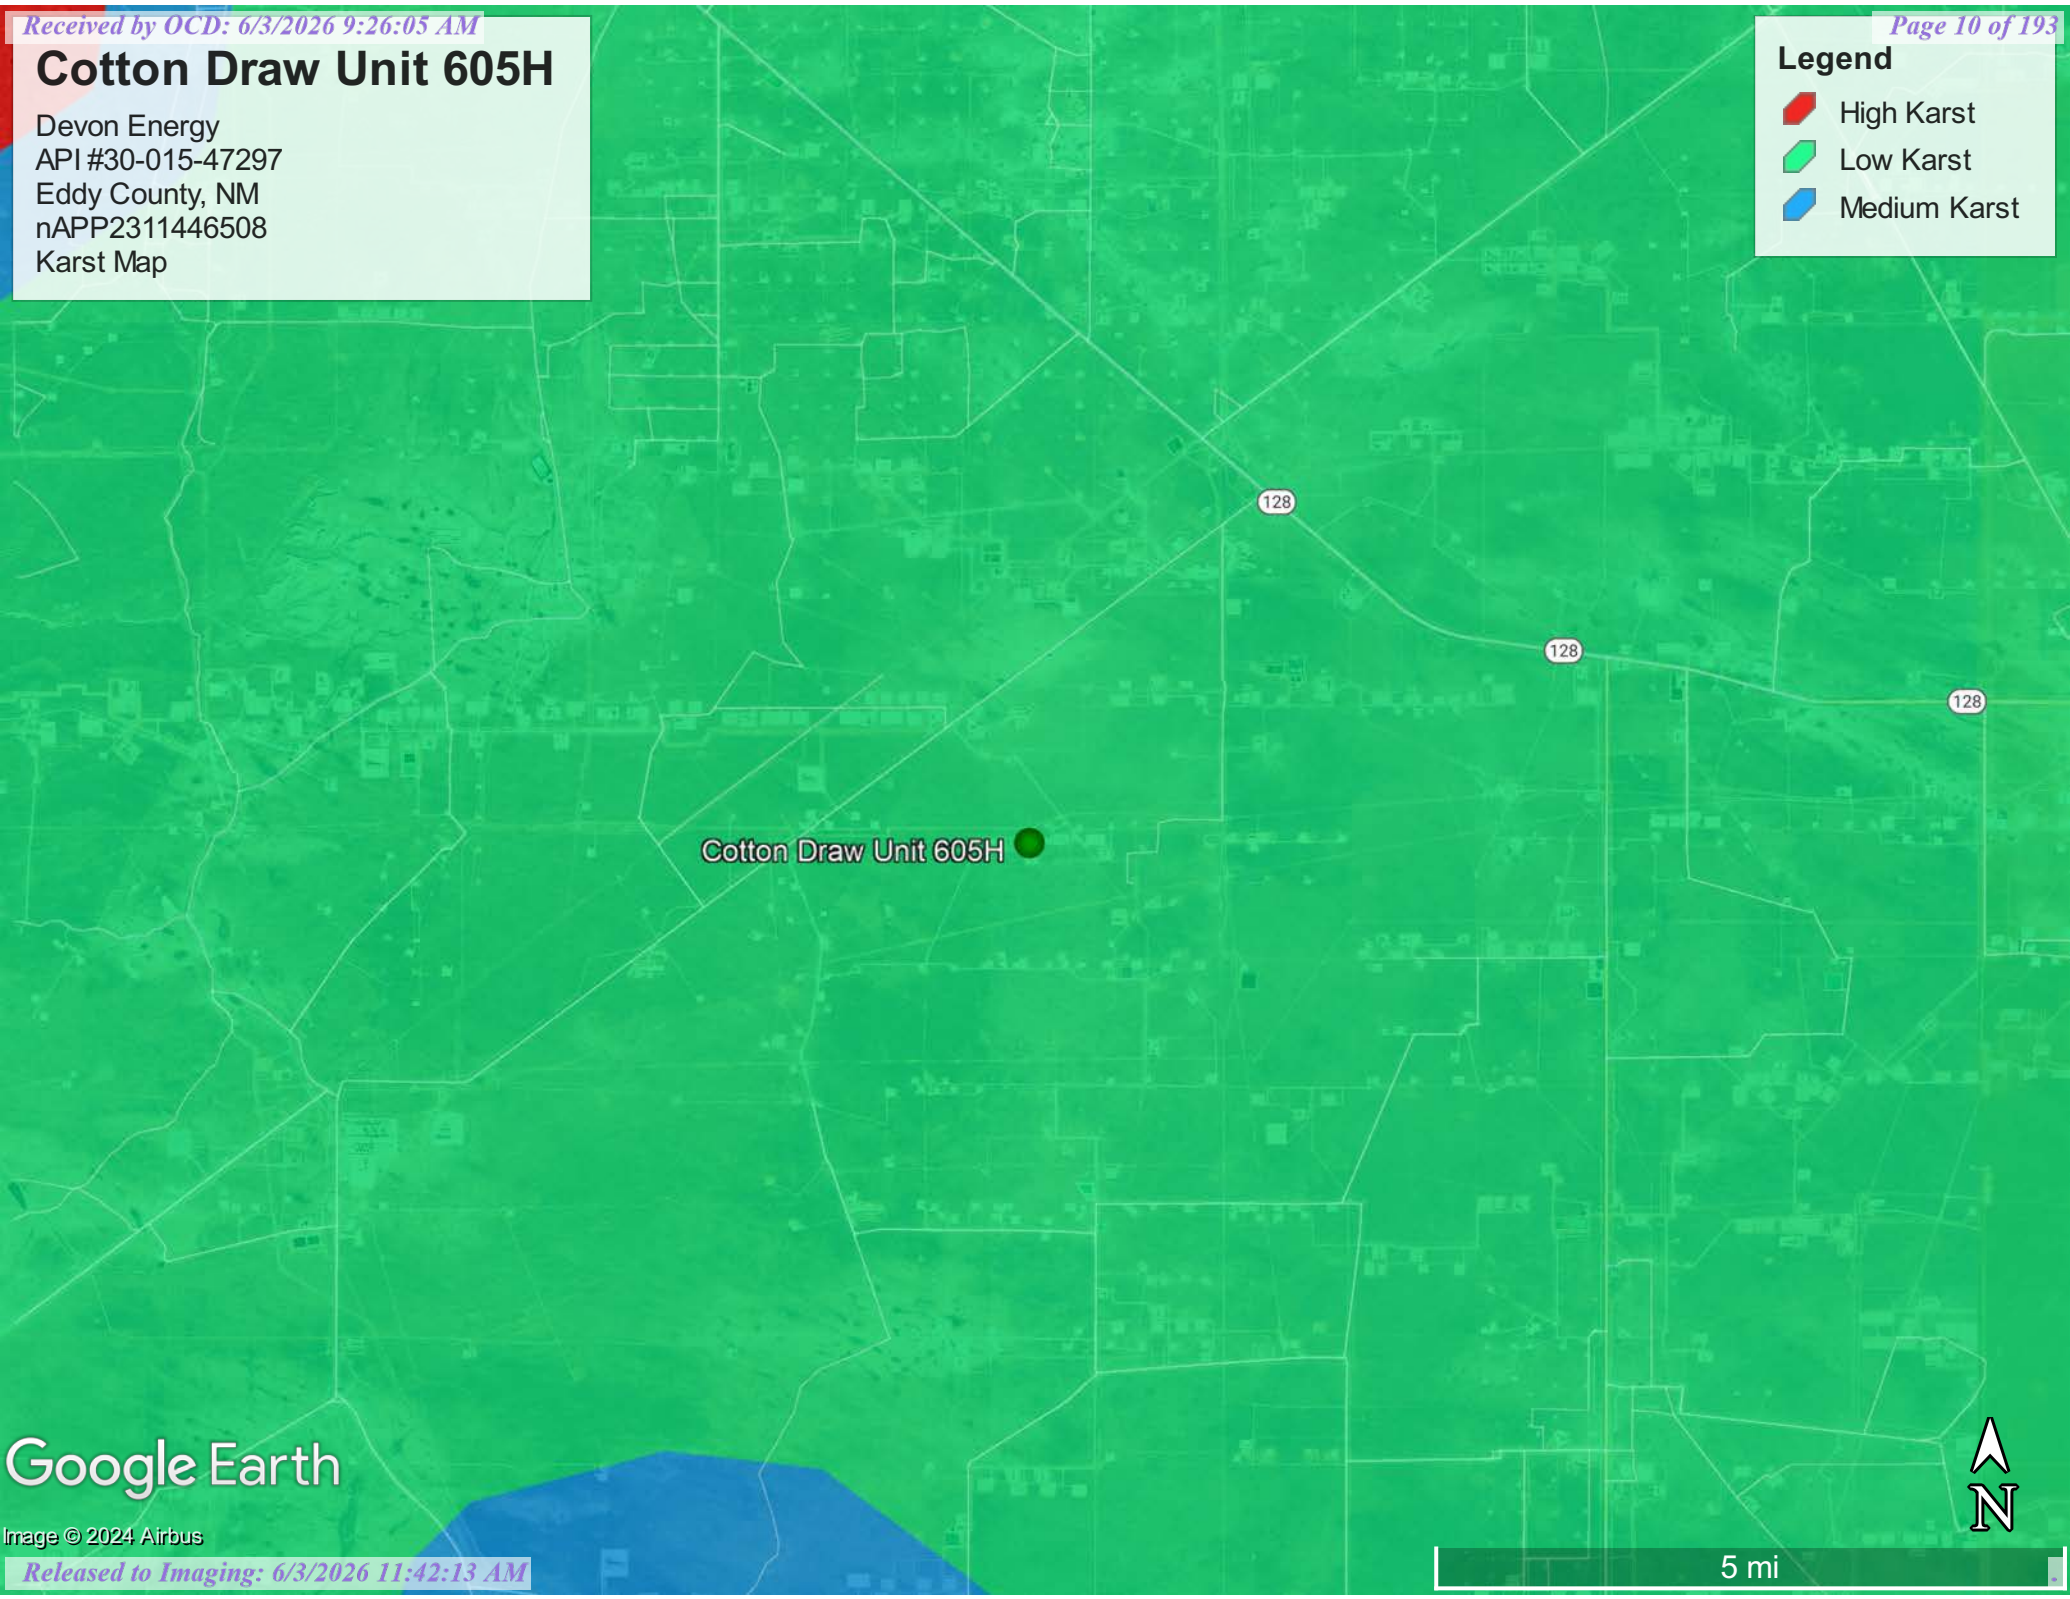 Received by OCD: 6/3/2026 9:26:05 AM
Page 10 of 193
Cotton Draw Unit 605H
Devon Energy
API #30-015-47297
Eddy County, NM
nAPP2311446508
Karst Map
Legend
High Karst
Low Karst
Medium Karst
128
128
128
Cotton Draw Unit 605H
Google Earth
N
Image © 2024 Airbus
5 mi
Released to Imaging: 6/3/2026 11:42:13 AM